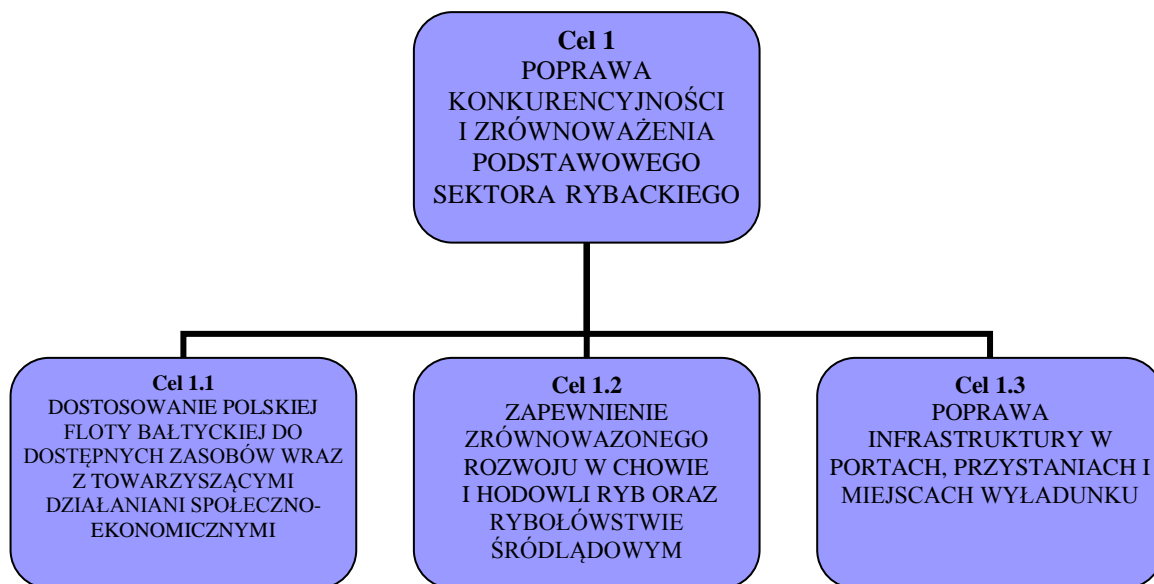 Cel 1
POPRAWA
KONKURENCYJNOŚCI
I ZRÓWNOWAŻENIA
PODSTAWOWEGO
SEKTORA RYBACKIEGO
Cel 1.1
DOSTOSOWANIE POLSKIEJ
FLOTY BAŁTYCKIEJ DO
DOSTĘPNYCH ZASOBÓW WRAZ
Z TOWARZYSZĄCYMI
DZIAŁANIANI SPOŁECZNO-
EKONOMICZNYMI
Cel 1.2
ZAPEWNIENIE
ZRÓWNOWAZONEGO
ROZWOJU W CHOWIE
I HODOWLI RYB ORAZ
RYBOŁÓWSTWIE
ŚRÓDLĄDOWYM
Cel 1.3
POPRAWA
INFRASTRUKTURY W
PORTACH, PRZYSTANIACH I
MIEJSCACH WYŁADUNKU